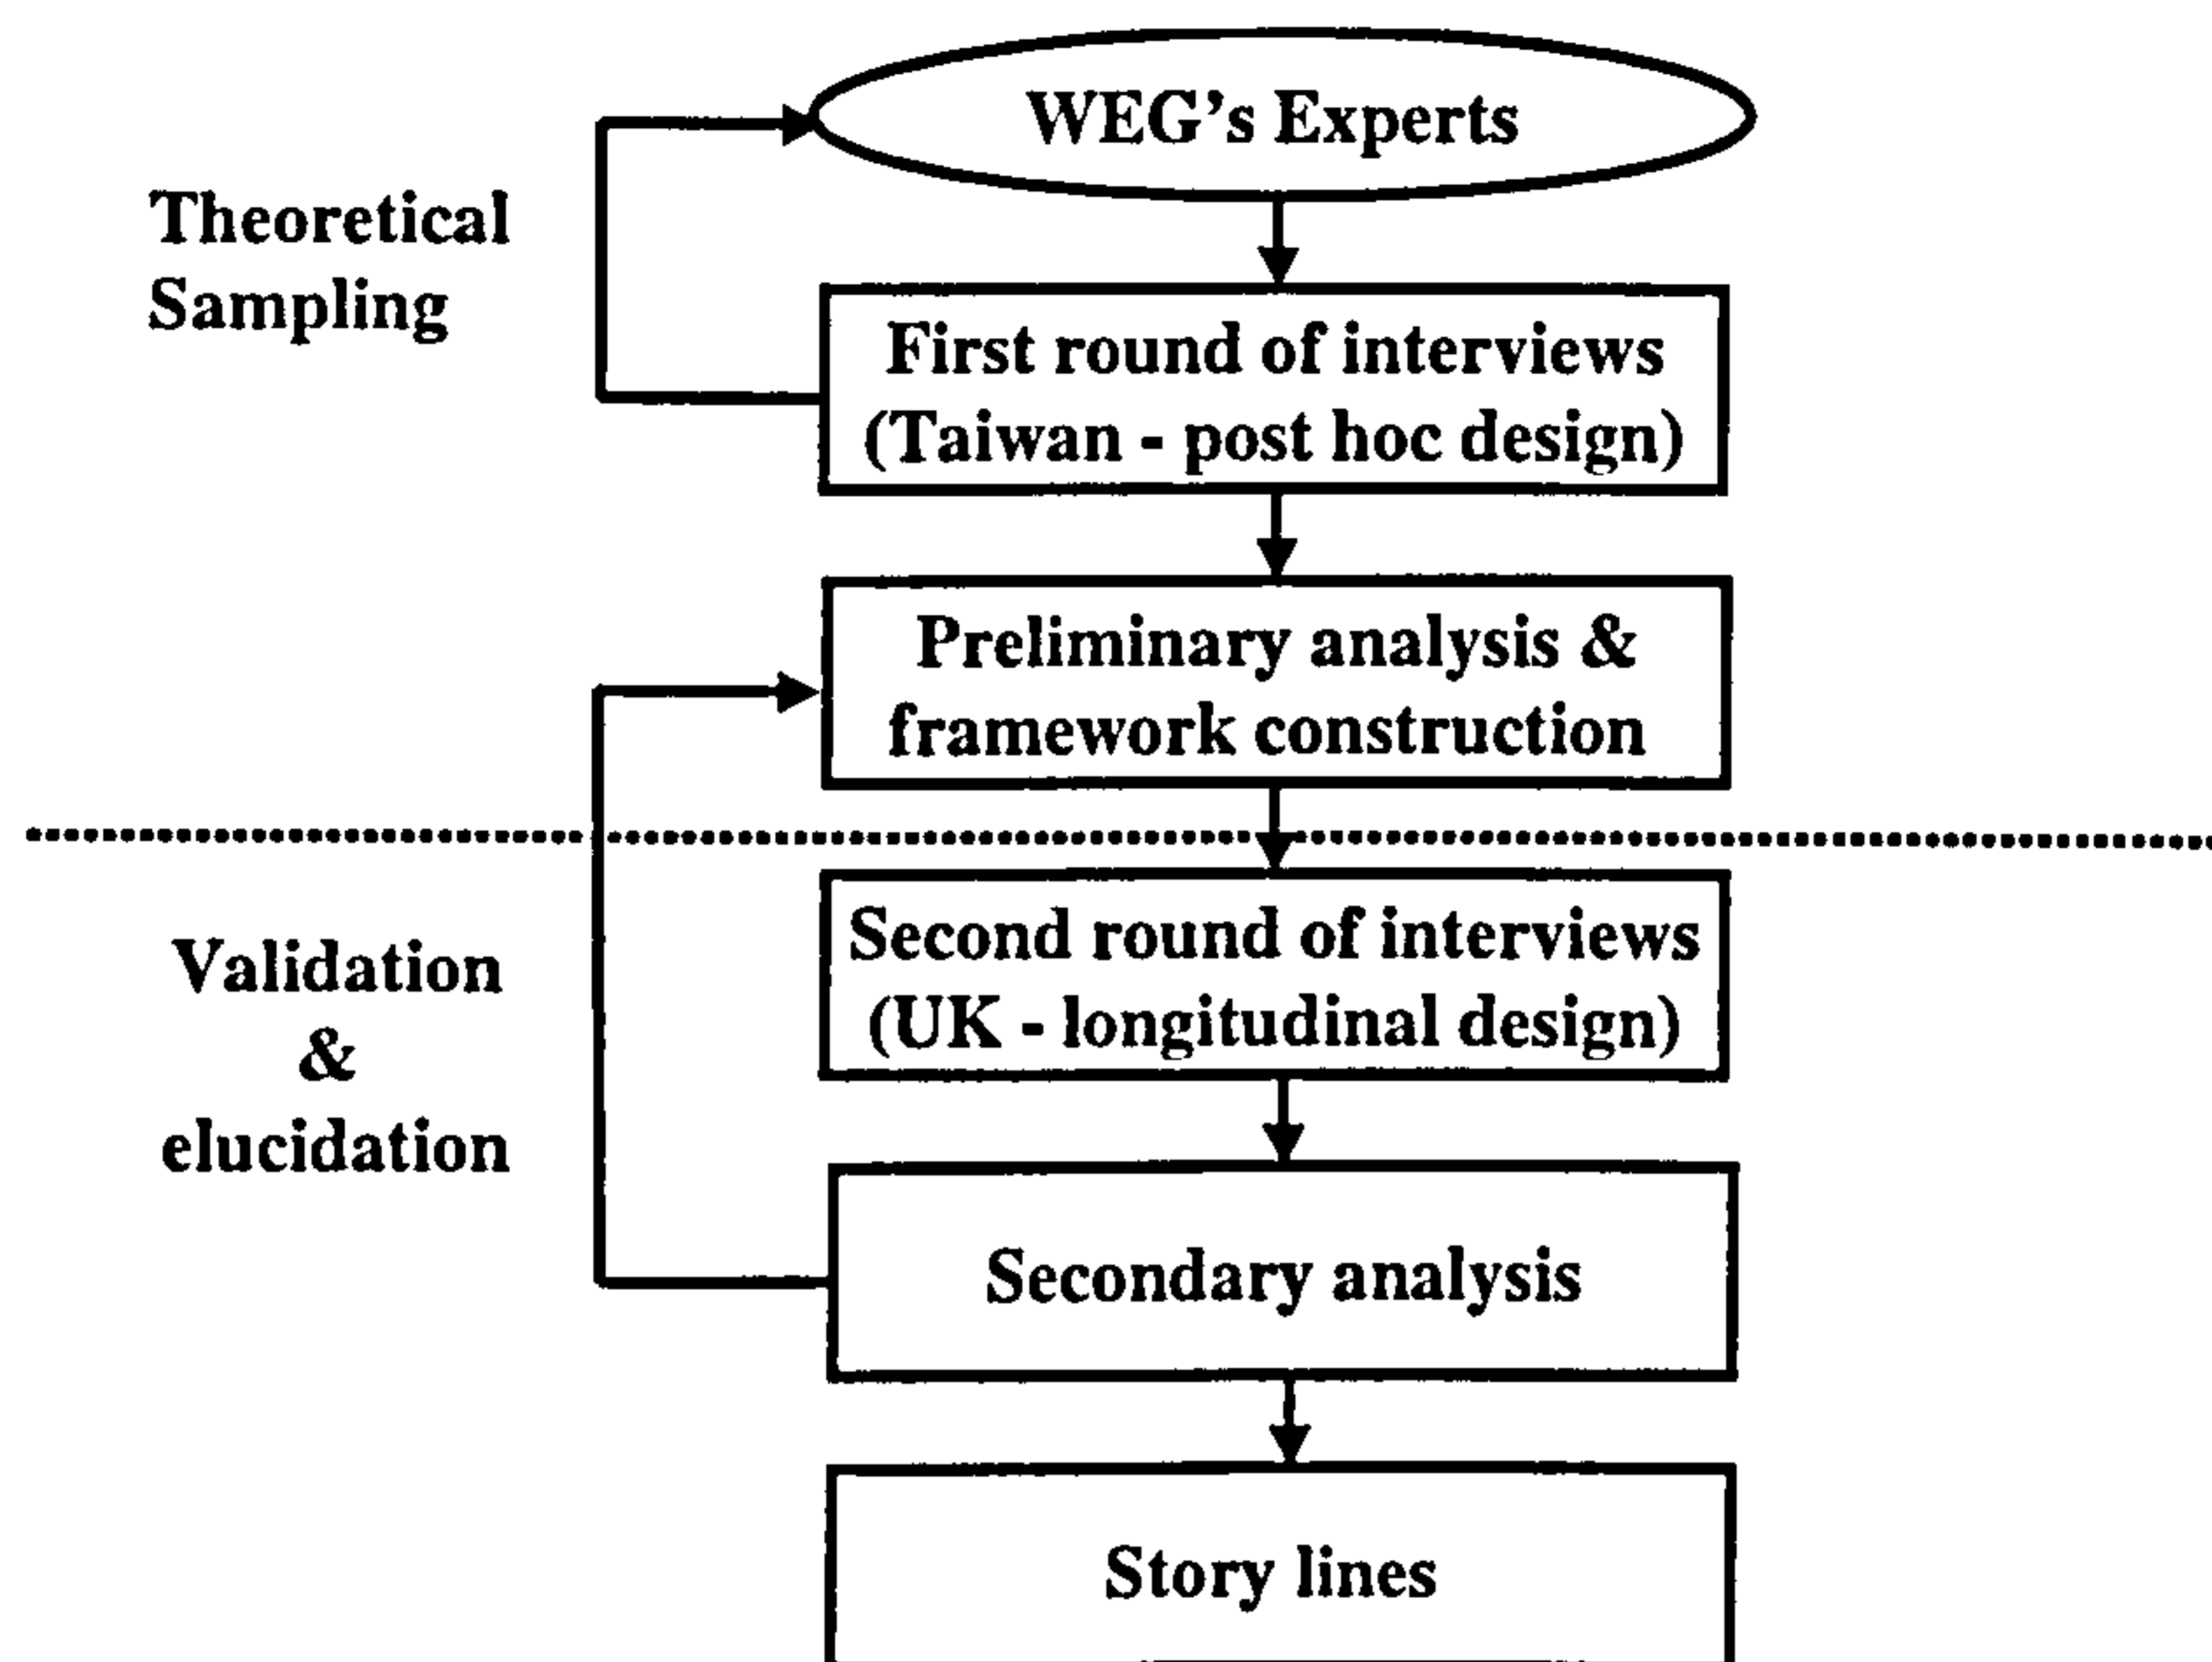 WEG's Experts
Theoretical
Sampling
First round of interviews
(Taiwan - post hoc design)
Preliminary analysis &
framework construction
Second round of interviews
(UK - longitudinal design)
Validation
&
elucidation
Secondary analysis
Story lines